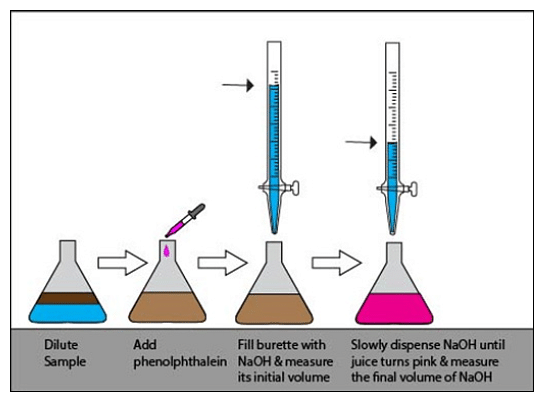 Dilute
Sample
Add
phenolphthalein
Fill burette with
NaOH & measure
its initial volume
Slowly dispense NaOH until
juice turns pink & measure
the final volume of NaOH